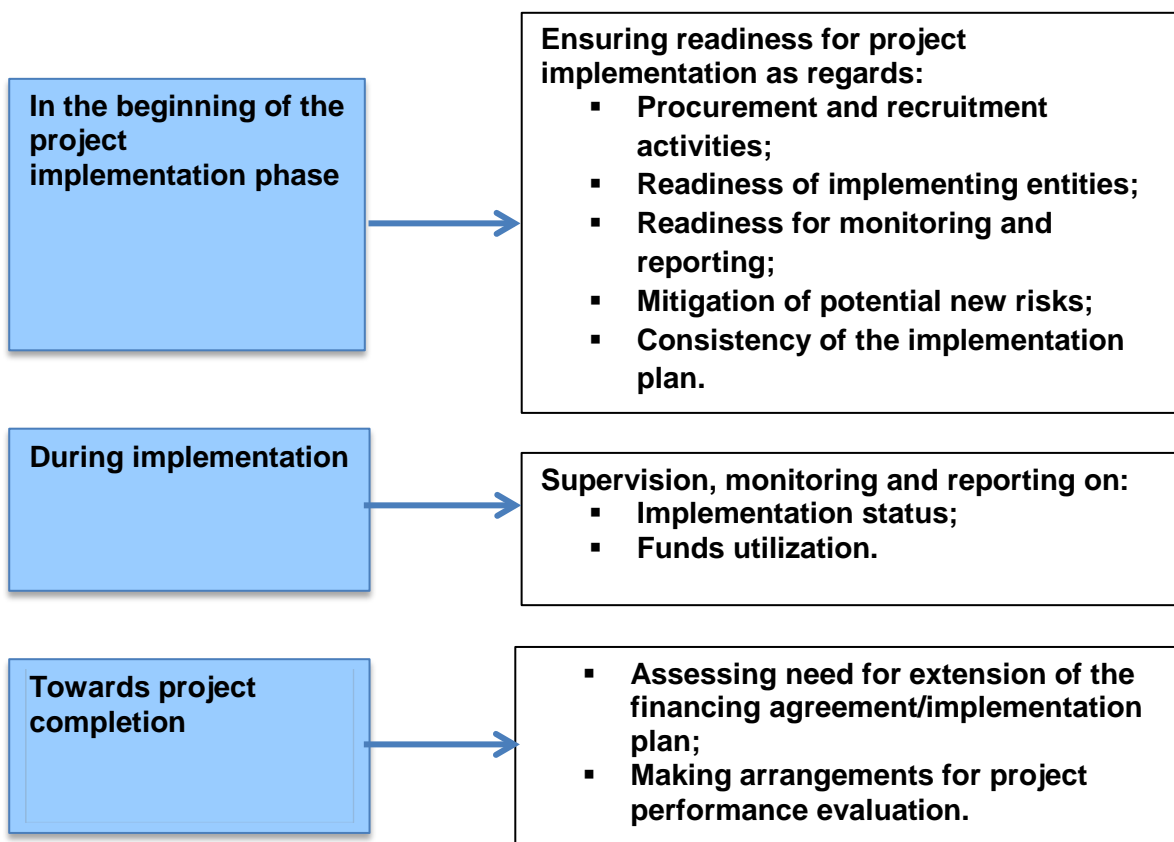 In the beginning of the
project
implementation phase
Ensuring readiness for project
implementation as regards:
▪ Procurement and recruitment
activities;
▪ Readiness of implementing entities;
▪ Readiness for monitoring and
reporting;
▪ Mitigation of potential new risks;
▪ Consistency of the implementation
plan.
During implementation
Supervision, monitoring and reporting on:
▪ Implementation status;
▪ Funds utilization.
Towards project
completion
▪ Assessing need for extension of the
financing agreement/implementation
plan;
▪ Making arrangements for project
performance evaluation.